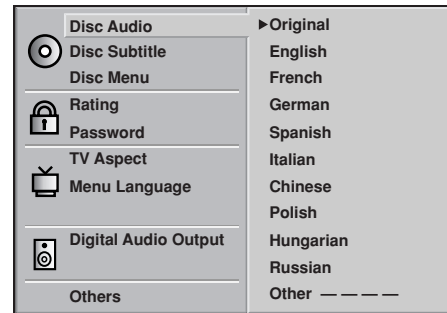 Disc Audio
Disc Subtitle
Disc Menu
Rating
Password
TV Aspect
Menu Language
Digital Audio Output
Others
▶Original
English
French
German
Spanish
Italian
Chinese
Polish
Hungarian
Russian
Other — — — —